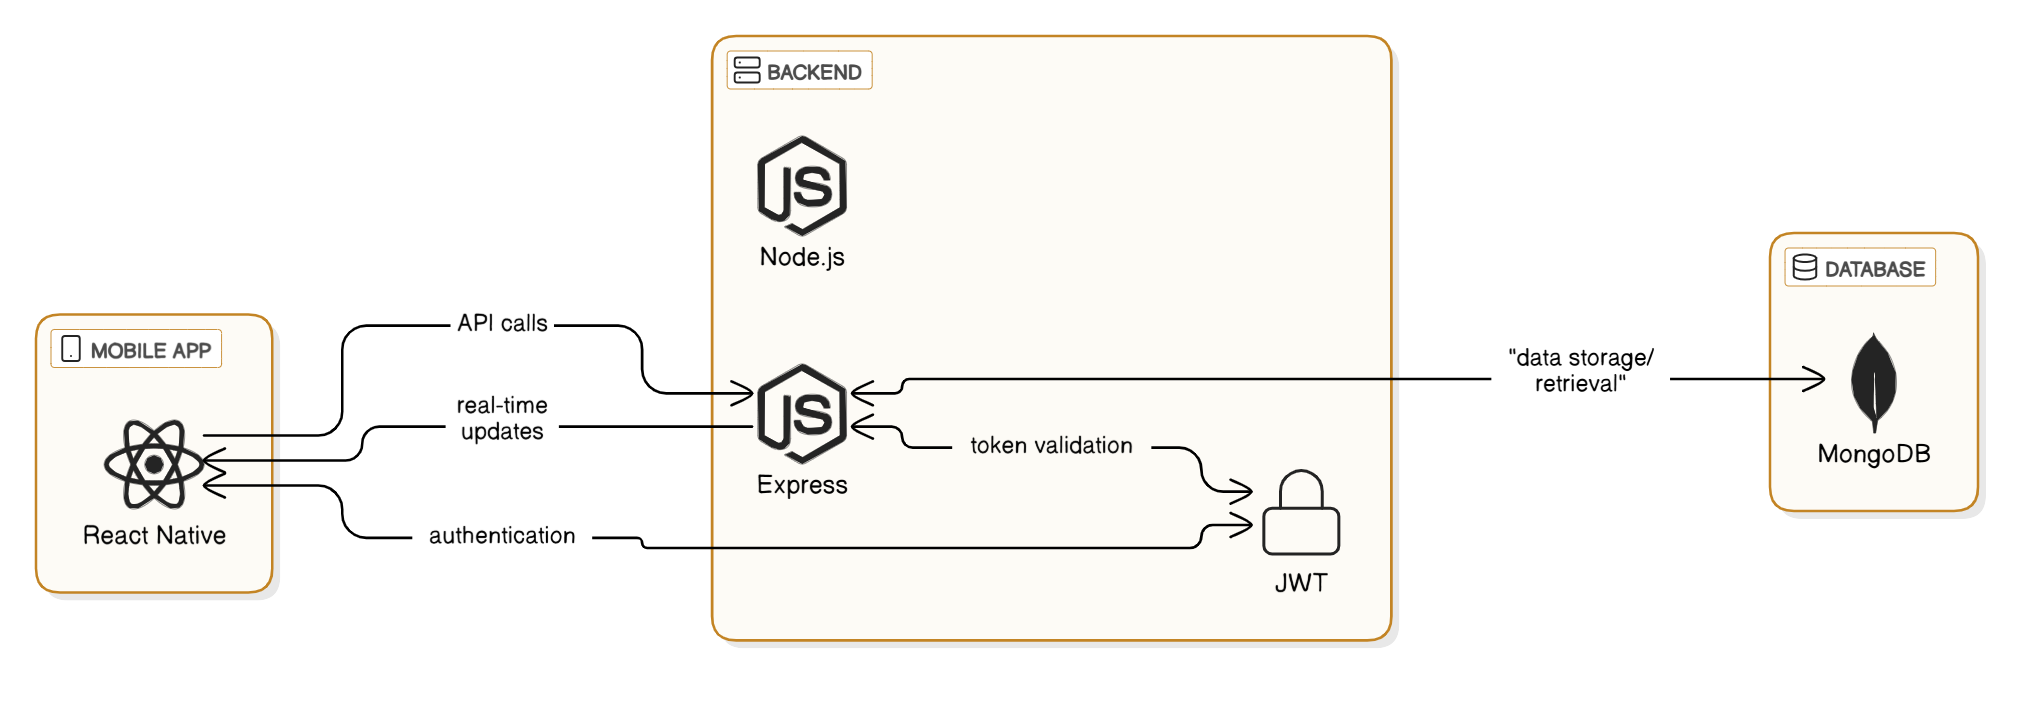 BACKEND
JS
Node.js
DATABASE
API calls
MOBILE APP
"data storage/
retrieval"
real-time
updates
JS
token validation
MongoDB
Express
React Native
authentication
JWT